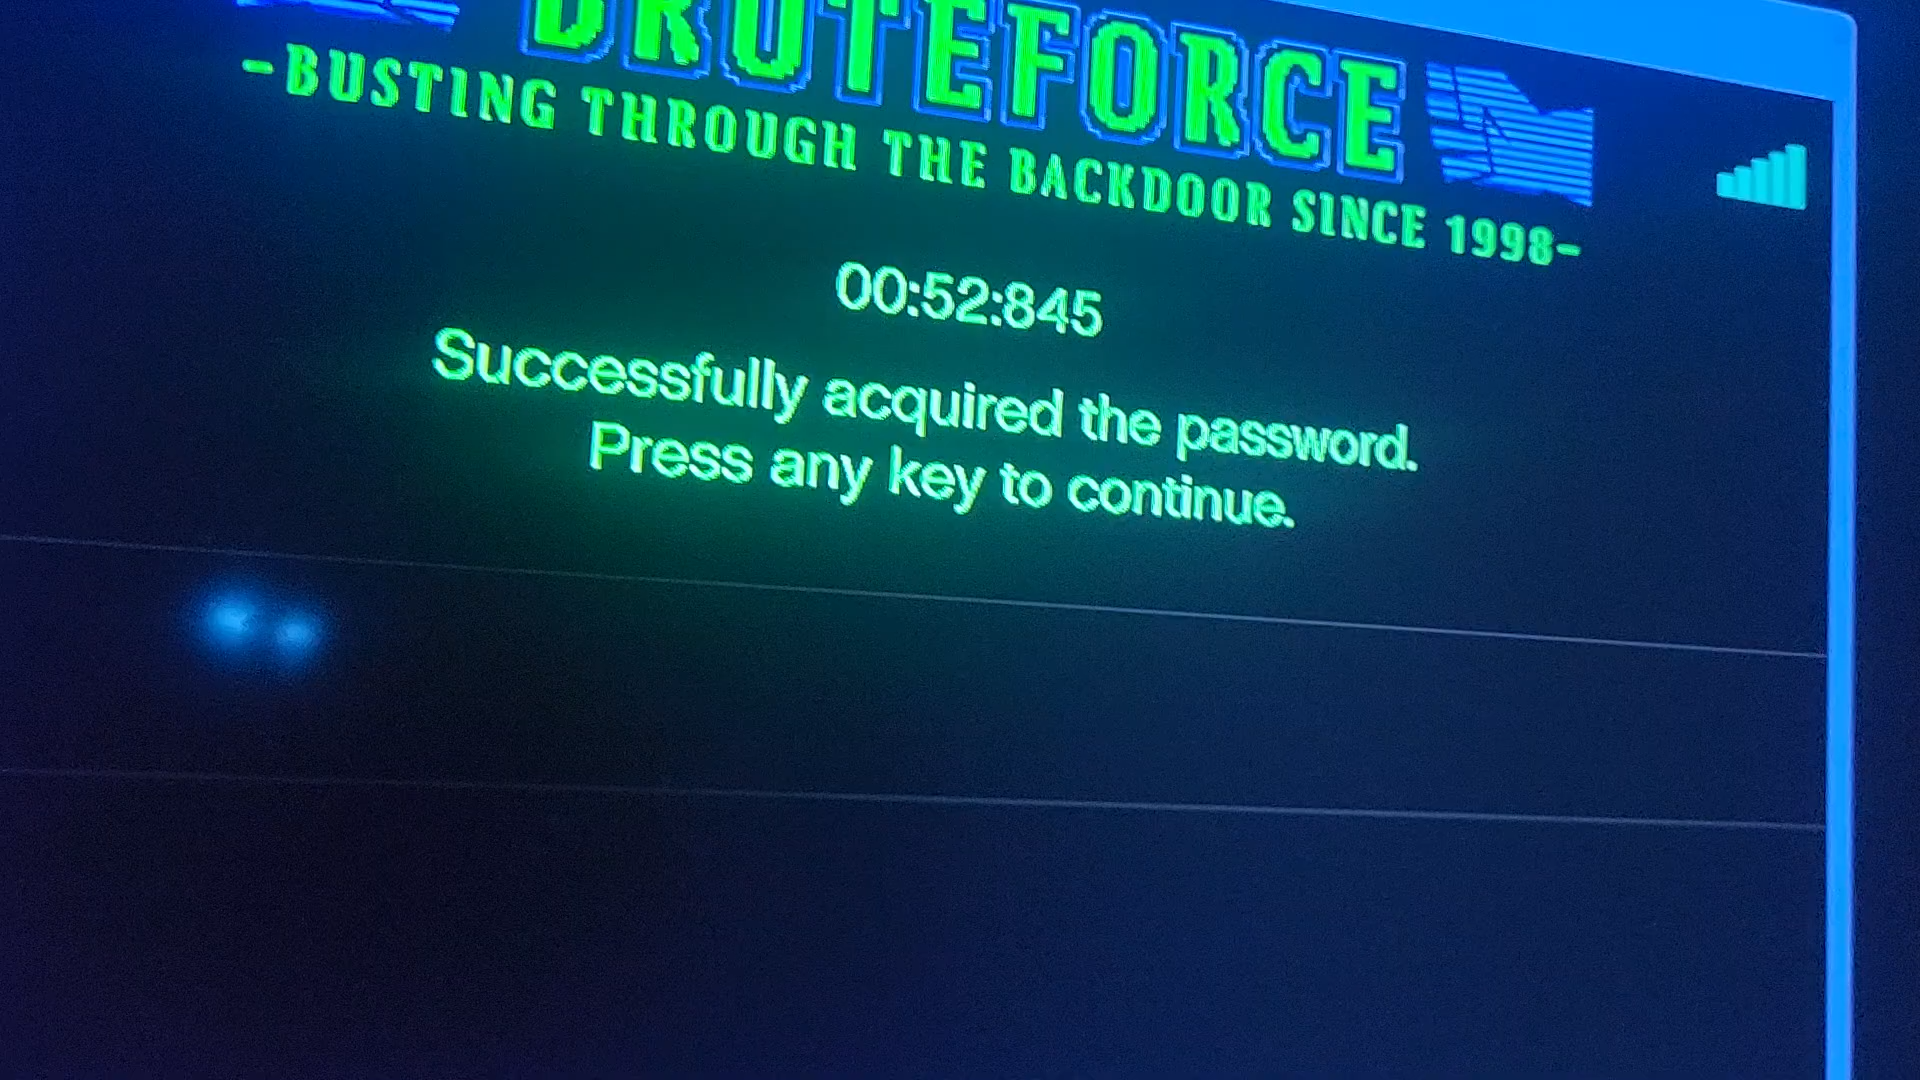 BRUTEFORCE
-BUSTING THROUGH THE BACKDOOR SINCE 1998-
00:52:845
Successfully acquired the password.
Press any key to continue.